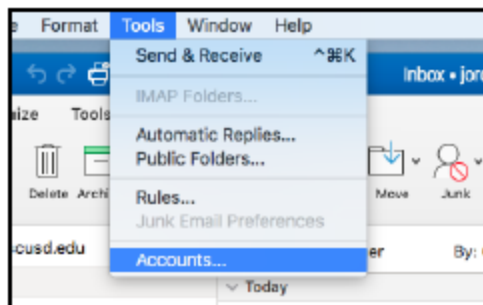 Format Tools Window Help
Send & Receive ^⌘K
Inbox •
IMAP Folders...
Tools
Automatic Replies...
Public Folders...
Delete
Move Junk
Rules...
Junk Email Preferences
cusd.edu
By:
Accounts...
Today